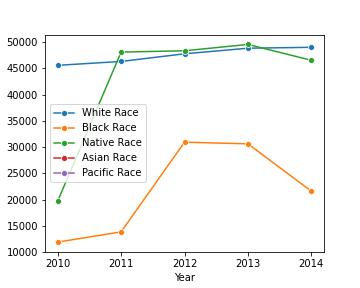 50000
45000
40000
35000
30000
25000
20000
15000
10000
White Race
Black Race
Native Race
Asian Race
Pacific Race
2010 2011 2012 2013 2014
Year